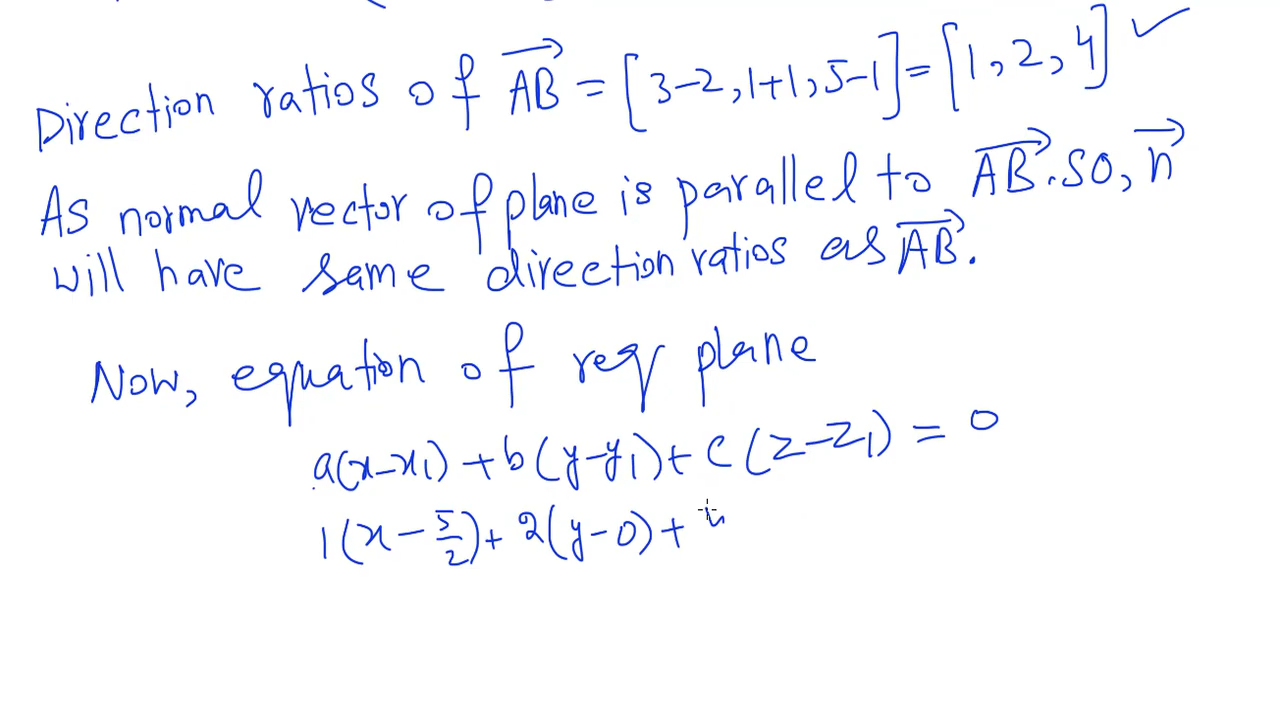 Direction ratios of AB⃗ = [3-2, 1+1, 5-1] = [1, 2, 4] ✓
As normal vector of plane is parallel to AB⃗. So, n⃗
will have same direction ratios as AB⃗.
Now, equation of req plane
a(x-x₁) + b(y-y₁) + c(z-z₁) = 0
1(x - 5/2) + 2(y-0) +